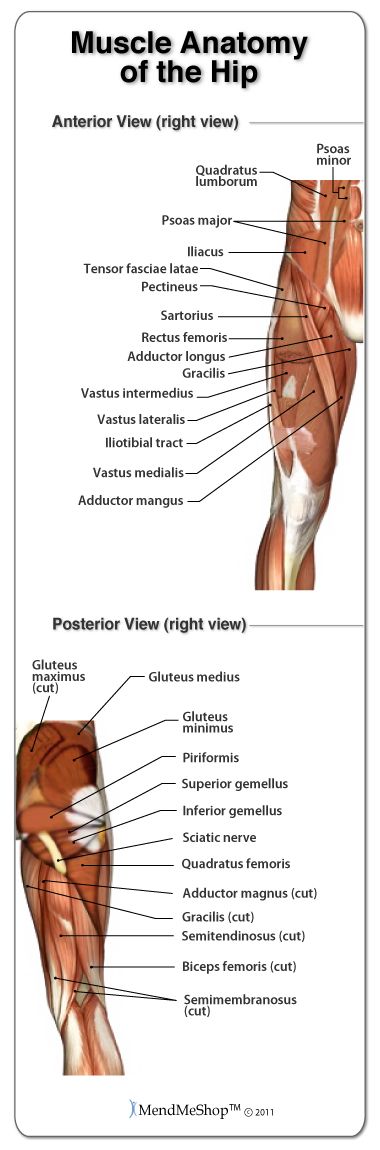 Muscle Anatomy
of the Hip
Anterior View (right view)
Psoas
minor
Quadratus
lumborum
Psoas major
Iliacus
Tensor fasciae latae
Pectineus
Sartorius
Rectus femoris
Adductor longus
Gracilis
Vastus intermedius
Vastus lateralis
Iliotibial tract
Vastus medialis
Adductor mangus
Posterior View (right view)
Gluteus
maximus
(cut)
Gluteus medius
Gluteus
minimus
Piriformis
Superior gemellus
Inferior gemellus
Sciatic nerve
Quadratus femoris
Adductor magnus (cut)
Gracilis (cut)
Semitendinosus (cut)
Biceps femoris (cut)
Semimembranosus
(cut)
MendMeShop™ © 2011